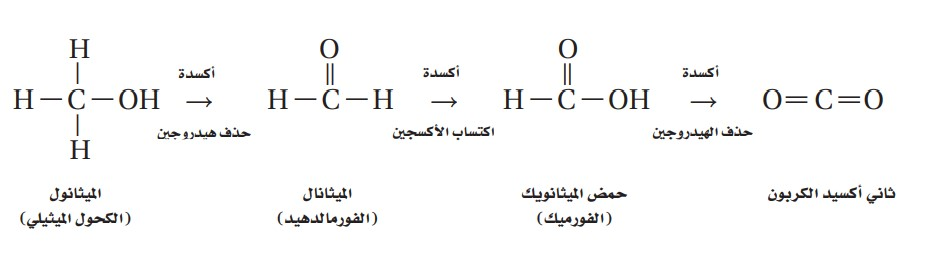 H
|
H－C－OH
|
H
أكسدة
→
حذف هيدروجين
O
||
H－C－H
أكسدة
→
اكتساب الأكسجين
O
||
H－C－OH
أكسدة
→
حذف الهيدروجين
O=C=O
الميثانول
(الكحول الميثيلي)
الميثانال
(الفورمالدهيد)
حمض الميثانويك
(الفورميك)
ثاني أكسيد الكربون